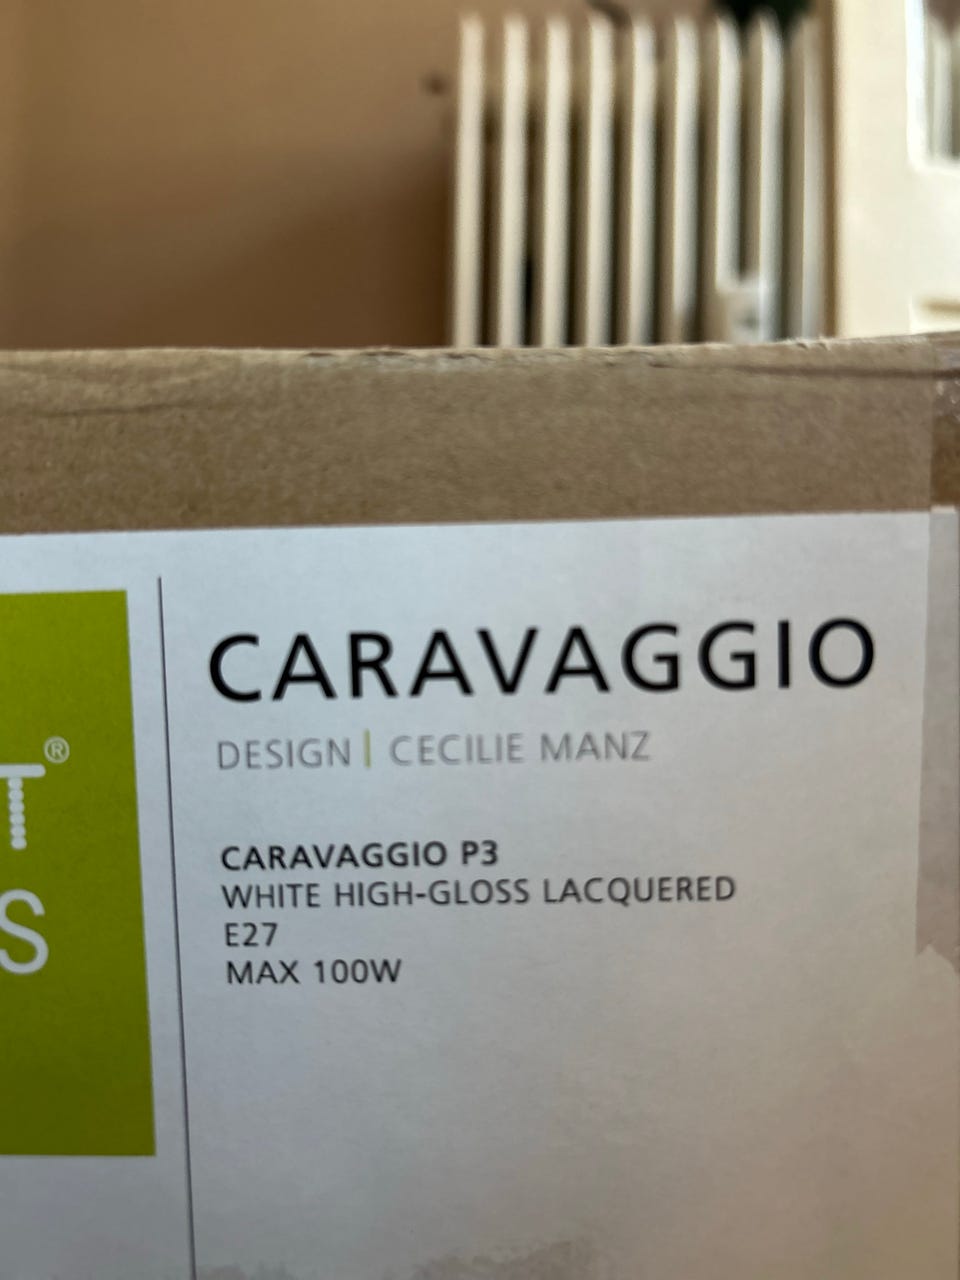 T®
S
CARAVAGGIO
DESIGN | CECILIE MANZ
CARAVAGGIO P3
WHITE HIGH-GLOSS LACQUERED
E27
MAX 100W